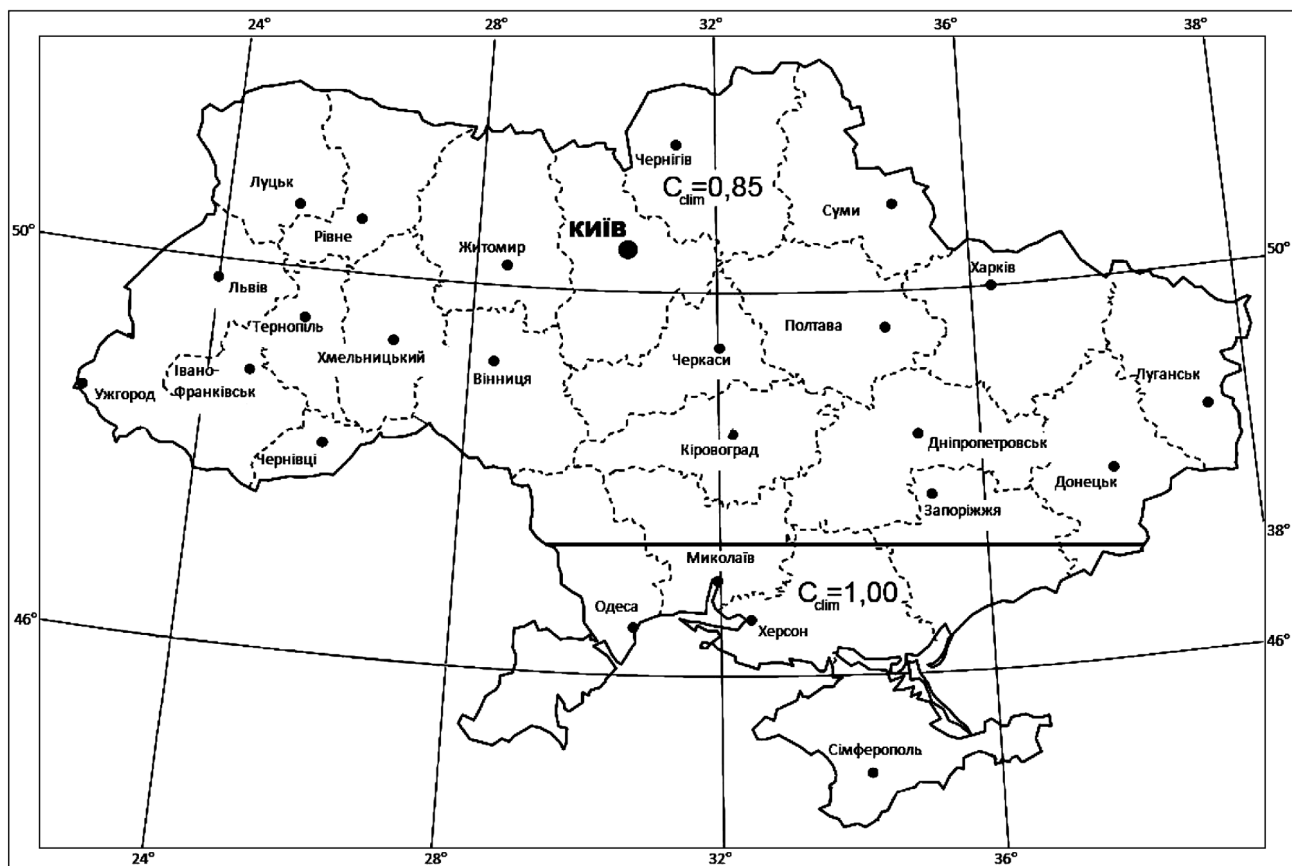 24°
28°
32°
36°
38°
Чернігів
C clim=0,85
Луцьк
Суми
Рівне
50°
КИЇВ
Житомир
50°
Харків
Львів
Тернопіль
Полтава
Хмельницький
Черкаси
Івано-
Франківськ
Вінниця
Луганськ
Ужгород
Кіровоград
Дніпропетровськ
Чернівці
Донецьк
Запоріжжя
38°
Миколаїв
C clim=1,00
Одеса
46°
Херсон
46°
Сімферополь
24°
28°
32°
36°